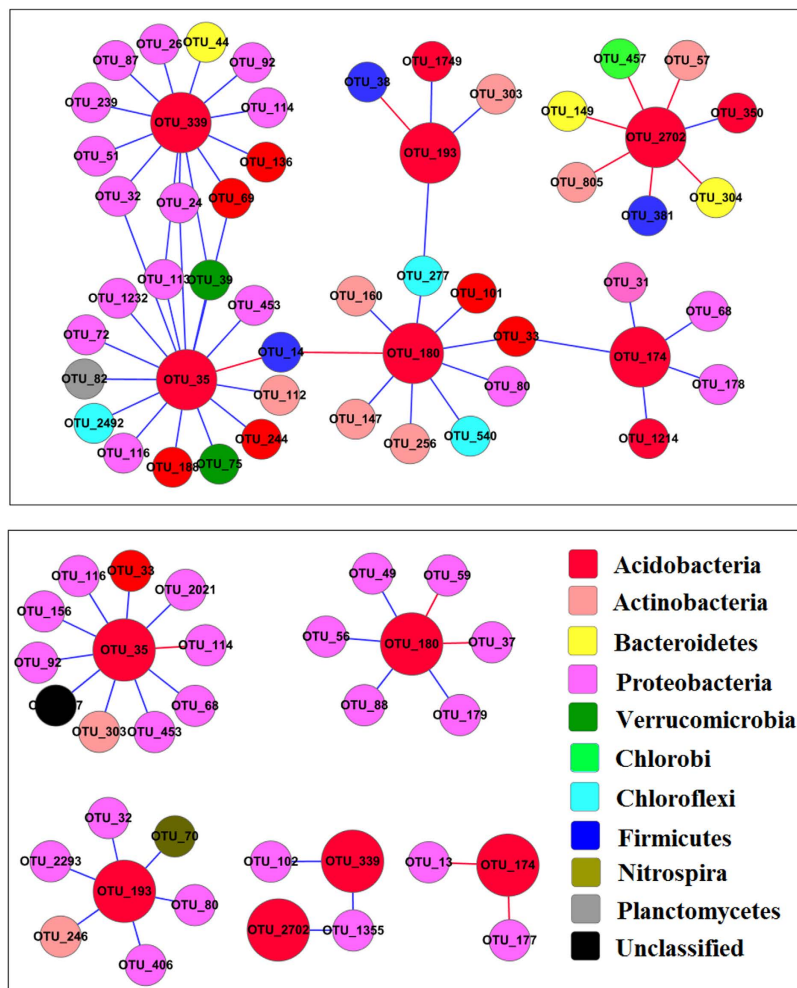 OTU_26
OTU_44
OTU_87
OTU_92
OTU_239
OTU_339
OTU_114
OTU_51
OTU_136
OTU_32
OTU_24
OTU_69
OTU_113
OTU_39
OTU_1232
OTU_453
OTU_72
OTU_14
OTU_82
OTU_35
OTU_112
OTU_2492
OTU_116
OTU_188
OTU_75
OTU_244
OTU_38
OTU_1749
OTU_303
OTU_193
OTU_277
OTU_160
OTU_101
OTU_180
OTU_33
OTU_80
OTU_147
OTU_256
OTU_540
OTU_457
OTU_57
OTU_149
OTU_2702
OTU_350
OTU_805
OTU_381
OTU_304
OTU_31
OTU_68
OTU_174
OTU_178
OTU_1214
OTU_116
OTU_33
OTU_2021
OTU_156
OTU_35
OTU_114
OTU_92
OTU_68
OTU_303
OTU_453
OTU_49
OTU_59
OTU_56
OTU_180
OTU_37
OTU_88
OTU_179
OTU_32
OTU_70
OTU_2293
OTU_193
OTU_80
OTU_246
OTU_406
OTU_102
OTU_339
OTU_2702
OTU_1355
OTU_13
OTU_174
OTU_177
Acidobacteria
Actinobacteria
Bacteroidetes
Proteobacteria
Verrucomicrobia
Chlorobi
Chloroflexi
Firmicutes
Nitrospira
Planctomycetes
Unclassified